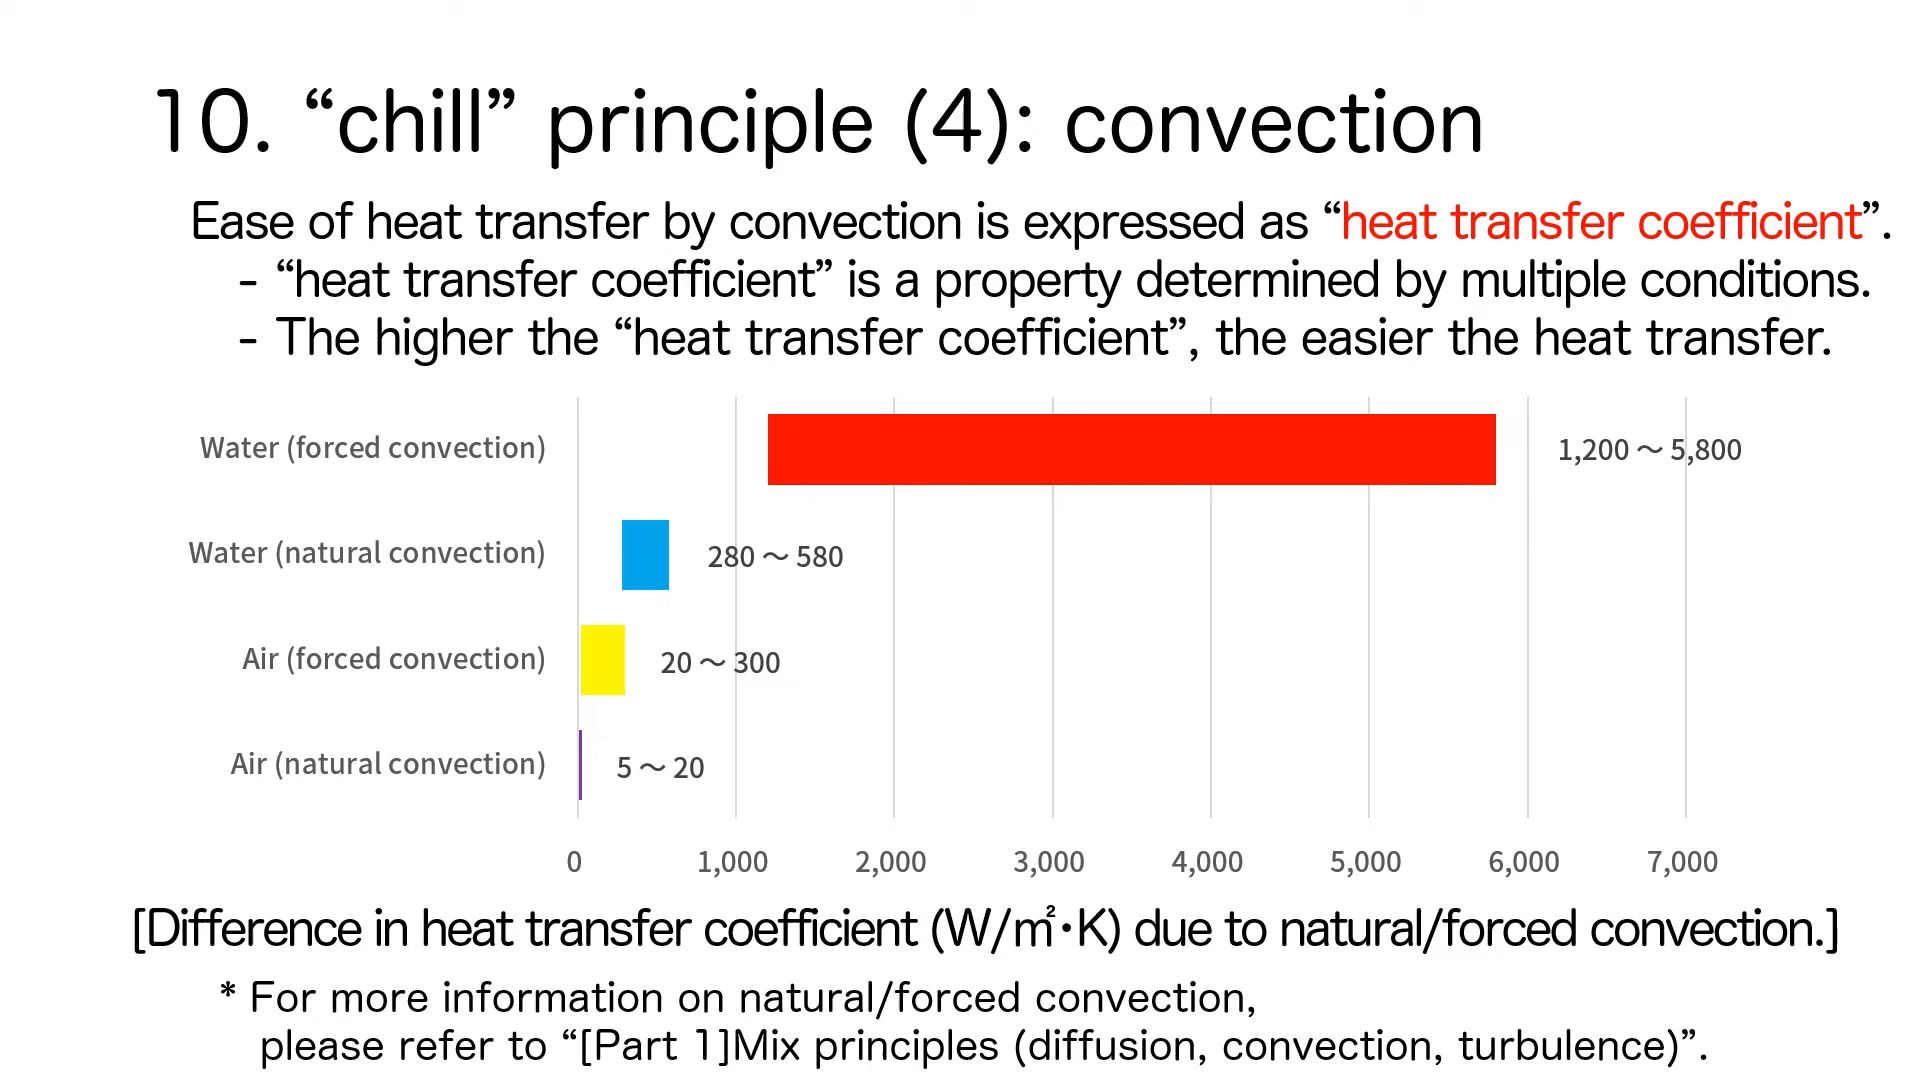 10. “chill” principle (4): convection
Ease of heat transfer by convection is expressed as “heat transfer coefficient”.
- “heat transfer coefficient” is a property determined by multiple conditions.
- The higher the “heat transfer coefficient”, the easier the heat transfer.
Water (forced convection) 1,200 ～ 5,800
Water (natural convection) 280 ～ 580
Air (forced convection) 20 ～ 300
Air (natural convection) 5 ～ 20
0 1,000 2,000 3,000 4,000 5,000 6,000 7,000
[Difference in heat transfer coefficient (W/㎡・K) due to natural/forced convection.]
* For more information on natural/forced convection,
please refer to “[Part 1]Mix principles (diffusion, convection, turbulence)”.